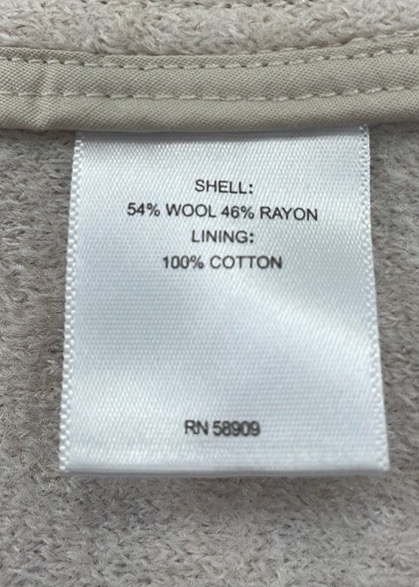 SHELL:
54% WOOL 46% RAYON
LINING:
100% COTTON
RN 58909